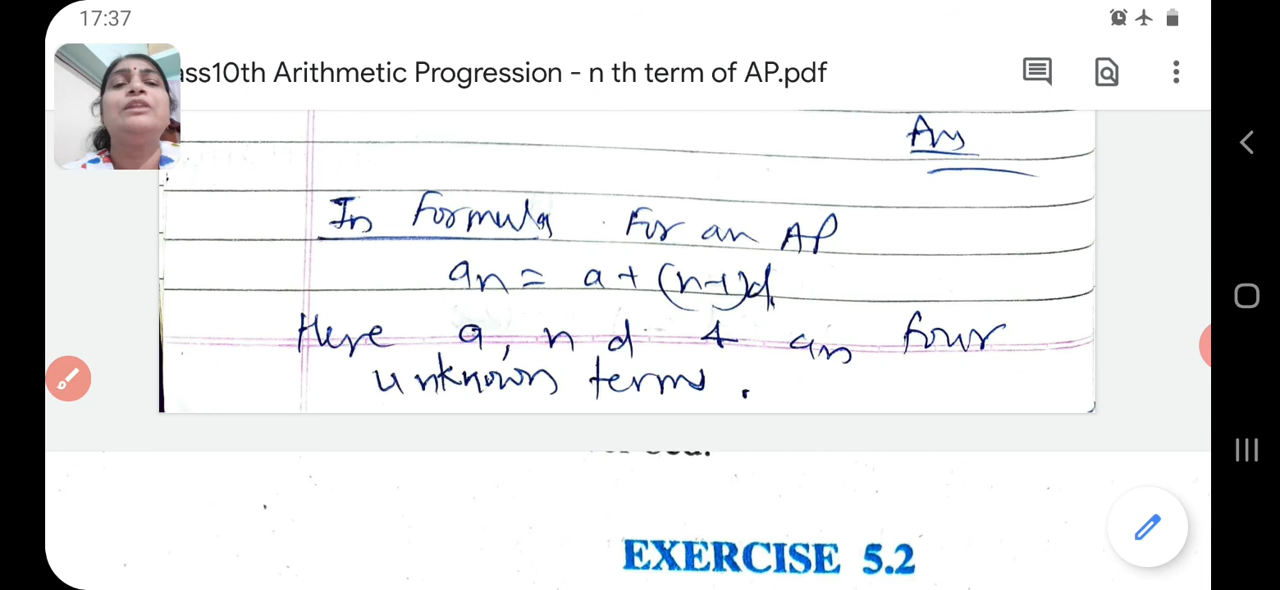 17:37
ass10th Arithmetic Progression - n th term of AP.pdf
Ans
In Formula For an AP
an = a + (n-1)d
Here a, n d & an four
unknown terms.
EXERCISE 5.2